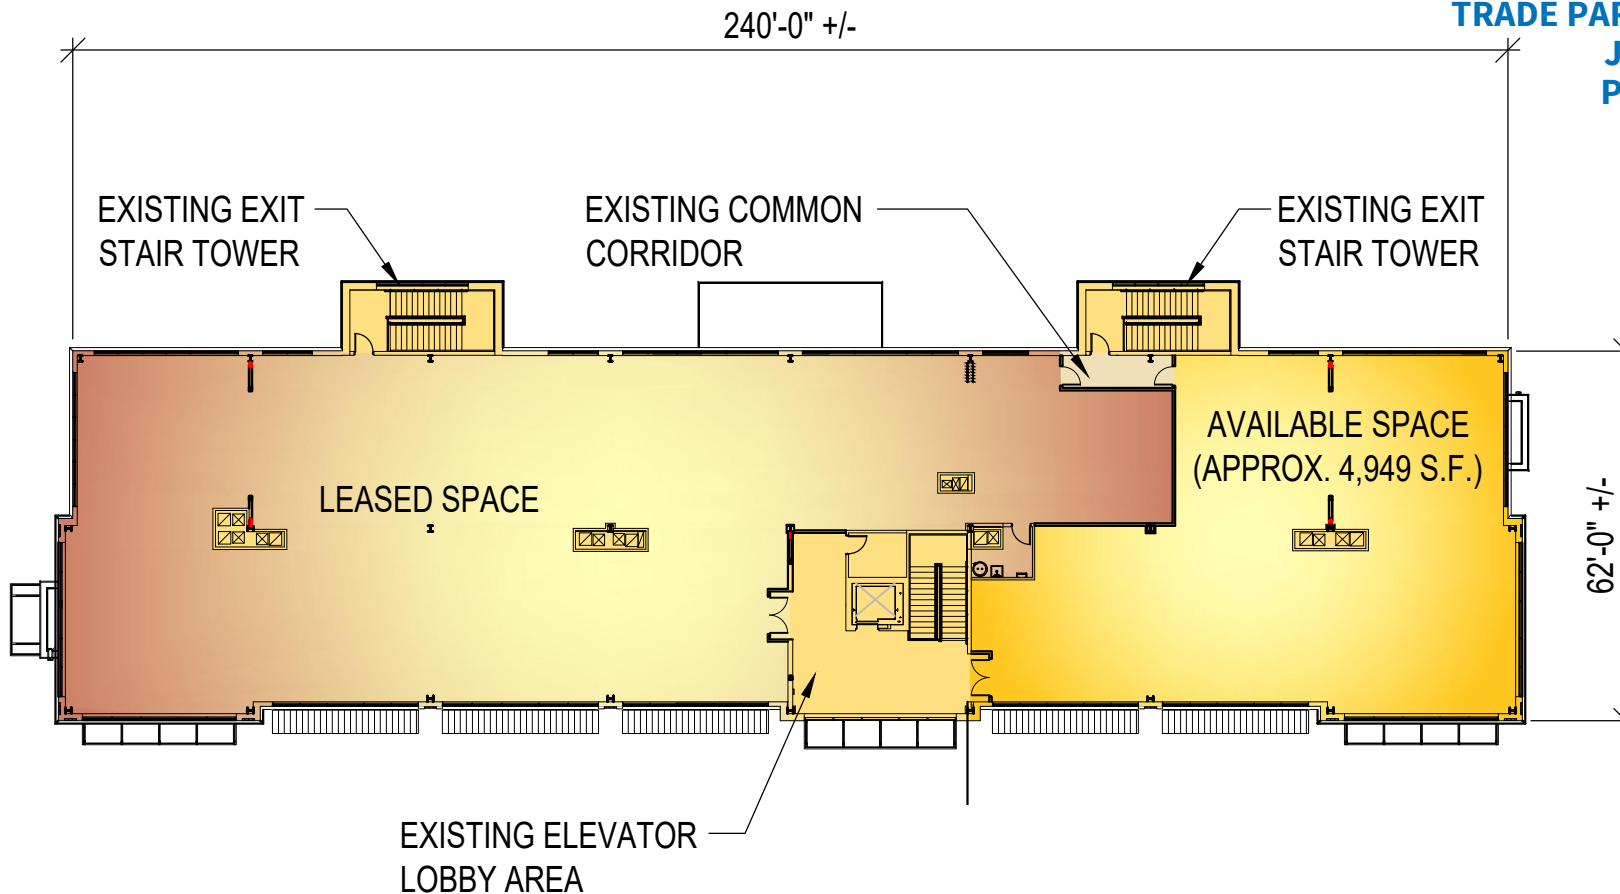 240'-0" +/-
TRADE
EXISTING EXIT
STAIR TOWER
EXISTING COMMON
CORRIDOR
EXISTING EXIT
STAIR TOWER
AVAILABLE SPACE
(APPROX. 4,949 S.F.)
LEASED SPACE
62'-0" +/-
EXISTING ELEVATOR
LOBBY AREA